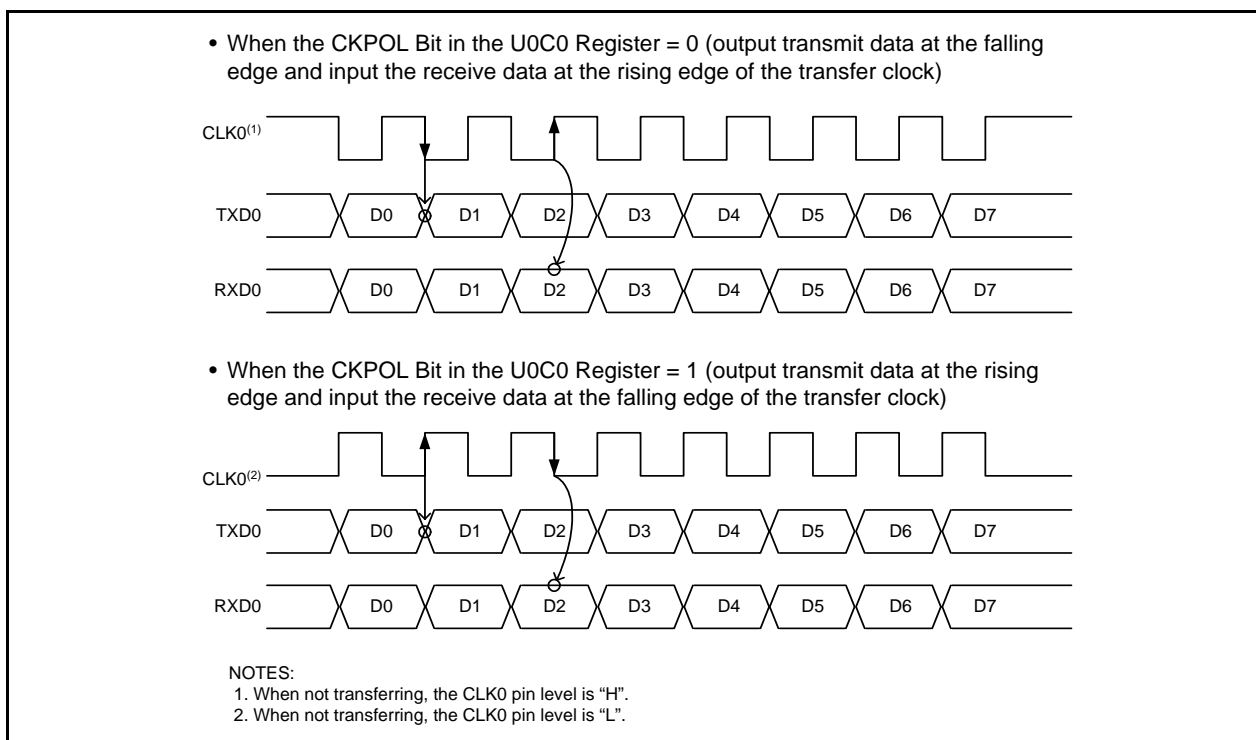 • When the CKPOL Bit in the U0C0 Register = 0 (output transmit data at the falling
edge and input the receive data at the rising edge of the transfer clock)
CLK0(1)
TXD0 D0 D1 D2 D3 D4 D5 D6 D7
RXD0 D0 D1 D2 D3 D4 D5 D6 D7
• When the CKPOL Bit in the U0C0 Register = 1 (output transmit data at the rising
edge and input the receive data at the falling edge of the transfer clock)
CLK0(2)
TXD0 D0 D1 D2 D3 D4 D5 D6 D7
RXD0 D0 D1 D2 D3 D4 D5 D6 D7
NOTES:
1. When not transferring, the CLK0 pin level is “H”.
2. When not transferring, the CLK0 pin level is “L”.